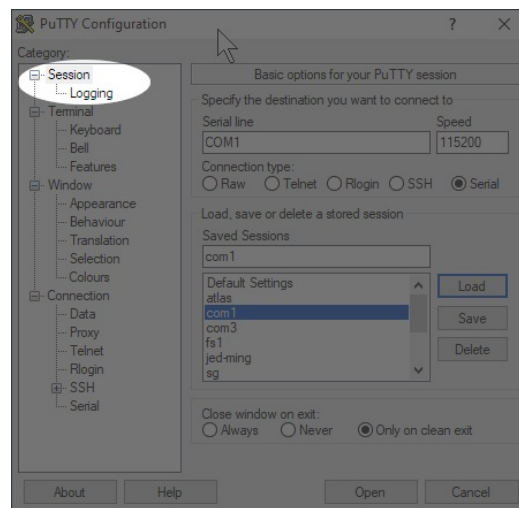 PuTTY Configuration ? ×
Category:
Session
Logging
Terminal
Keyboard
Bell
Features
Window
Appearance
Behaviour
Translation
Selection
Colours
Connection
Data
Proxy
Telnet
Rlogin
SSH
Serial
Basic options for your PuTTY session
Specify the destination you want to connect to
Serial line Speed
COM1 115200
Connection type:
Raw Telnet Rlogin SSH Serial
Load, save or delete a stored session
Saved Sessions
com1
Default Settings
atlas
com1
com3
fs1
jed-ming
sg
Load
Save
Delete
Close window on exit:
Always Never Only on clean exit
About Help Open Cancel